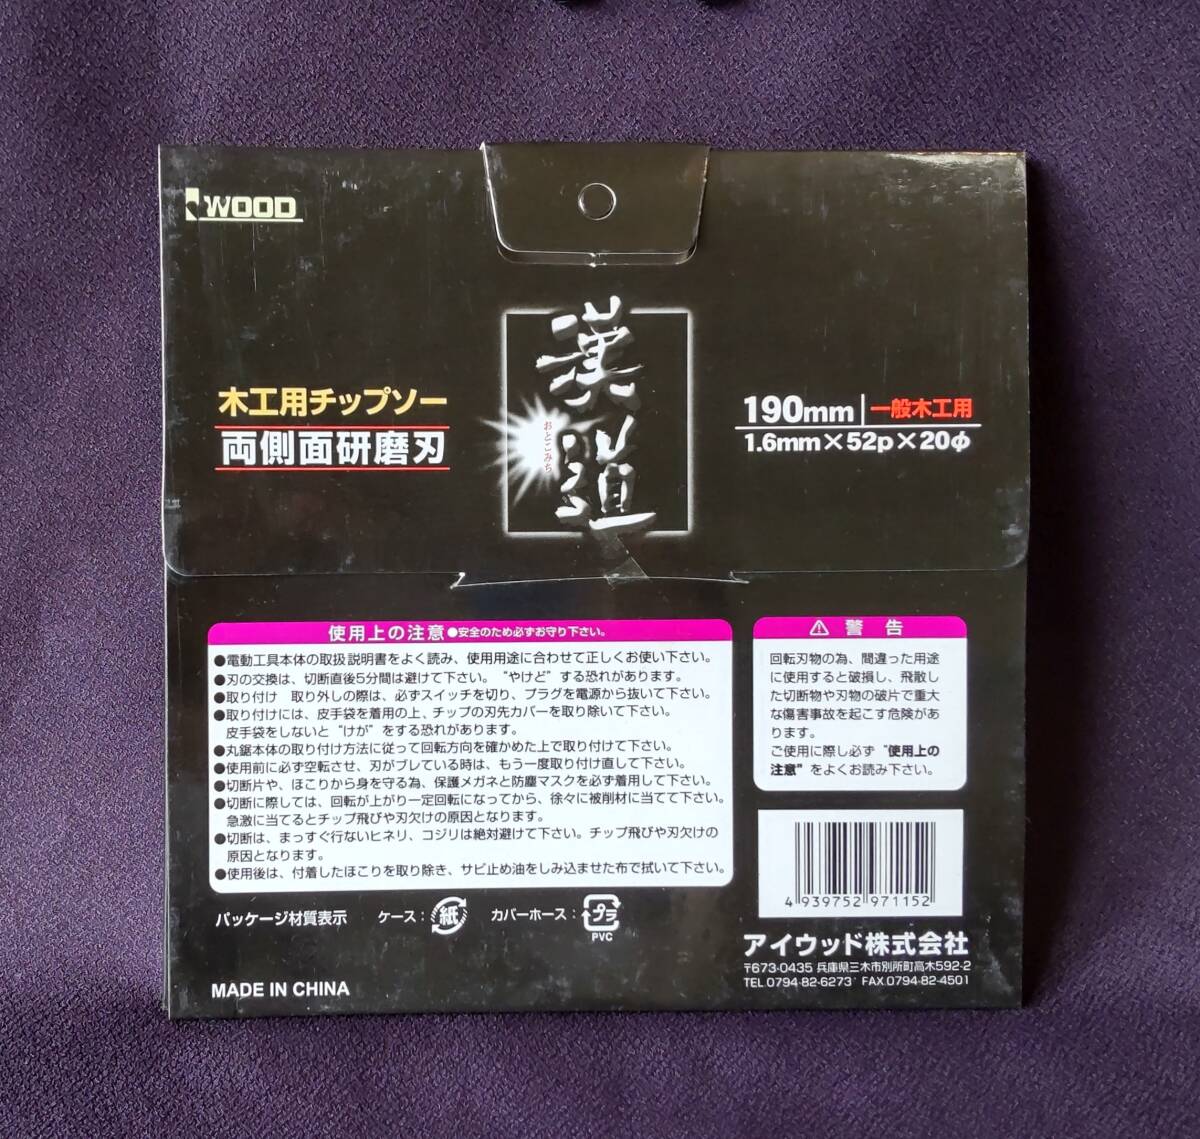 iWOOD
漢道
おとこみち
木工用チップソー
両側面研磨刃
190mm 一般木工用
1.6mm×52p×20φ
使用上の注意●安全のため必ずお守り下さい。
●電動工具本体の取扱説明書をよく読み、使用用途に合わせて正しくお使い下さい。
●刃の交換は、切断直後5分間は避けて下さい。“やけど”する恐れがあります。
●取り付け 取り外しの際は、必ずスイッチを切り、プラグを電源から抜いて下さい。
●取り付けには、皮手袋を着用の上、チップの刃先カバーを取り除いて下さい。
皮手袋をしないと“けが”をする恐れがあります。
●丸鋸本体の取り付け方法に従って回転方向を確かめた上で取り付けて下さい。
●使用前に必ず空転させ、刃がブレている時は、もう一度取り付け直して下さい。
●切断片や、ほこりから身を守る為、保護メガネと防塵マスクを必ず着用して下さい。
●切断に際しては、回転が上がり一定回転になってから、徐々に被削材に当てて下さい。
急激に当てるとチップ飛びや刃欠けの原因となります。
●切断は、まっすぐ行ないヒネリ、コジリは絶対避けて下さい。チップ飛びや刃欠けの
原因となります。
●使用後は、付着したほこりを取り除き、サビ止め油をしみ込ませた布で拭いて下さい。
⚠ 警告
回転刃物の為、間違った用途
に使用すると破損し、飛散し
た切断物や刃物の破片で重大
な傷害事故を起こす危険があ
ります。
ご使用に際し必ず“使用上の
注意”をよくお読み下さい。
4 939752 971152
パッケージ材質表示 ケース：紙 カバーホース：プラ
PVC
アイウッド株式会社
〒673-0435 兵庫県三木市別所町高木592-2
TEL.0794-82-6273 FAX.0794-82-4501
MADE IN CHINA